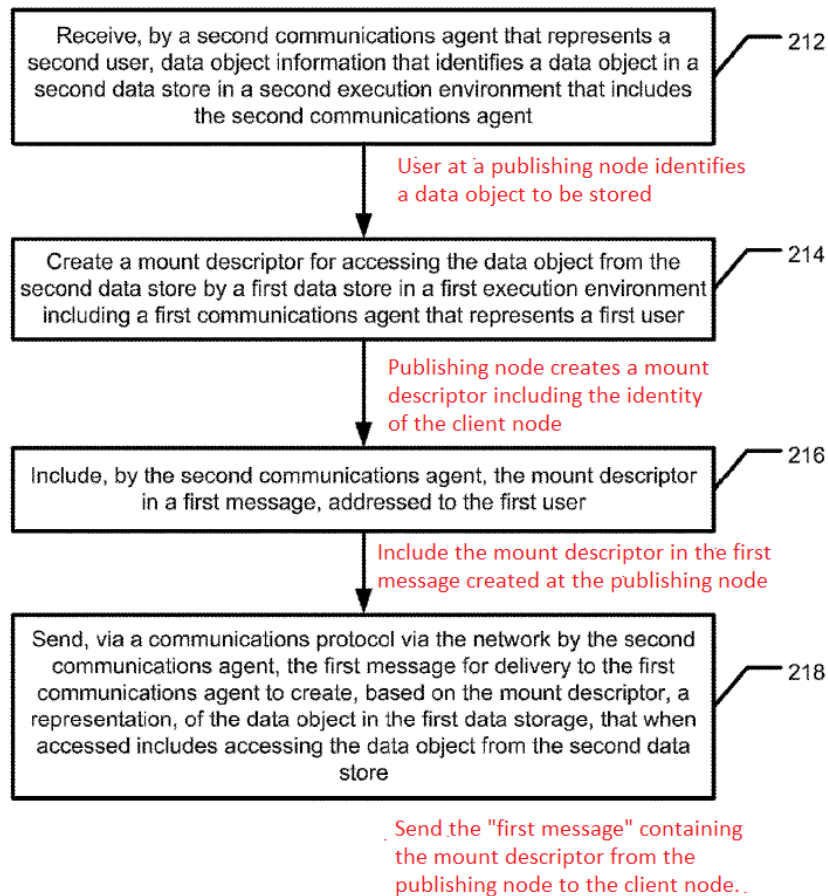 Receive, by a second communications agent that represents a
second user, data object information that identifies a data object in a
second data store in a second execution environment that includes
the second communications agent
212
User at a publishing node identifies
a data object to be stored
Create a mount descriptor for accessing the data object from the
second data store by a first data store in a first execution environment
including a first communications agent that represents a first user
214
Publishing node creates a mount
descriptor including the identity
of the client node
Include, by the second communications agent, the mount descriptor
in a first message, addressed to the first user
216
Include the mount descriptor in the first
message created at the publishing node
Send, via a communications protocol via the network by the second
communications agent, the first message for delivery to the first
communications agent to create, based on the mount descriptor, a
representation, of the data object in the first data storage, that when
accessed includes accessing the data object from the second data
store
218
Send the "first message" containing
the mount descriptor from the
publishing node to the client node..